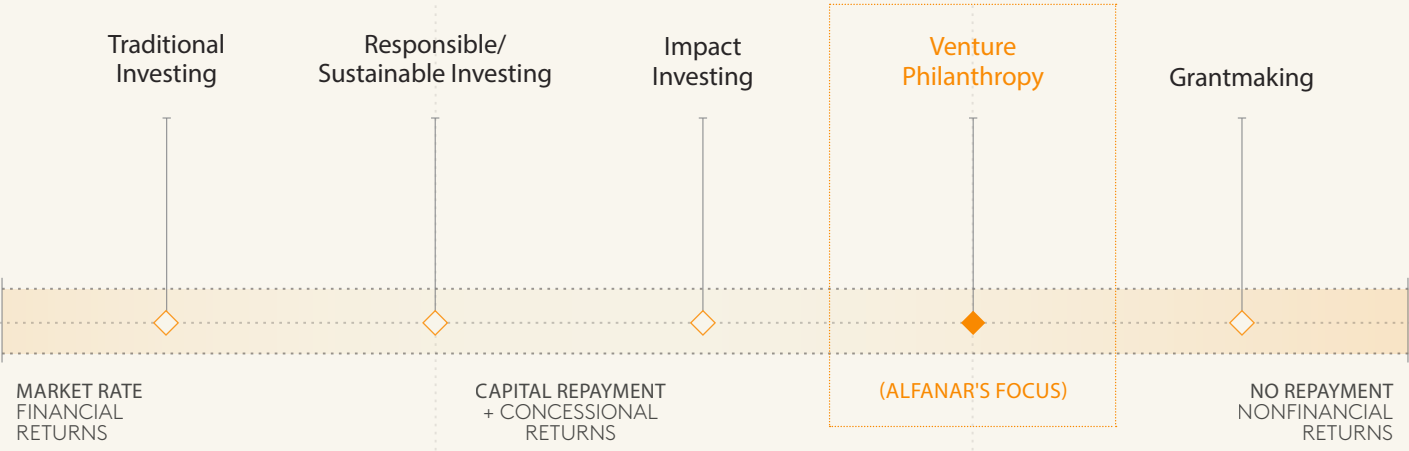 Traditional
Investing
Responsible/
Sustainable Investing
Impact
Investing
Venture
Philanthropy
Grantmaking
MARKET RATE
FINANCIAL
RETURNS
CAPITAL REPAYMENT
+ CONCESSIONAL
RETURNS
(ALFANAR'S FOCUS)
NO REPAYMENT
NONFINANCIAL
RETURNS